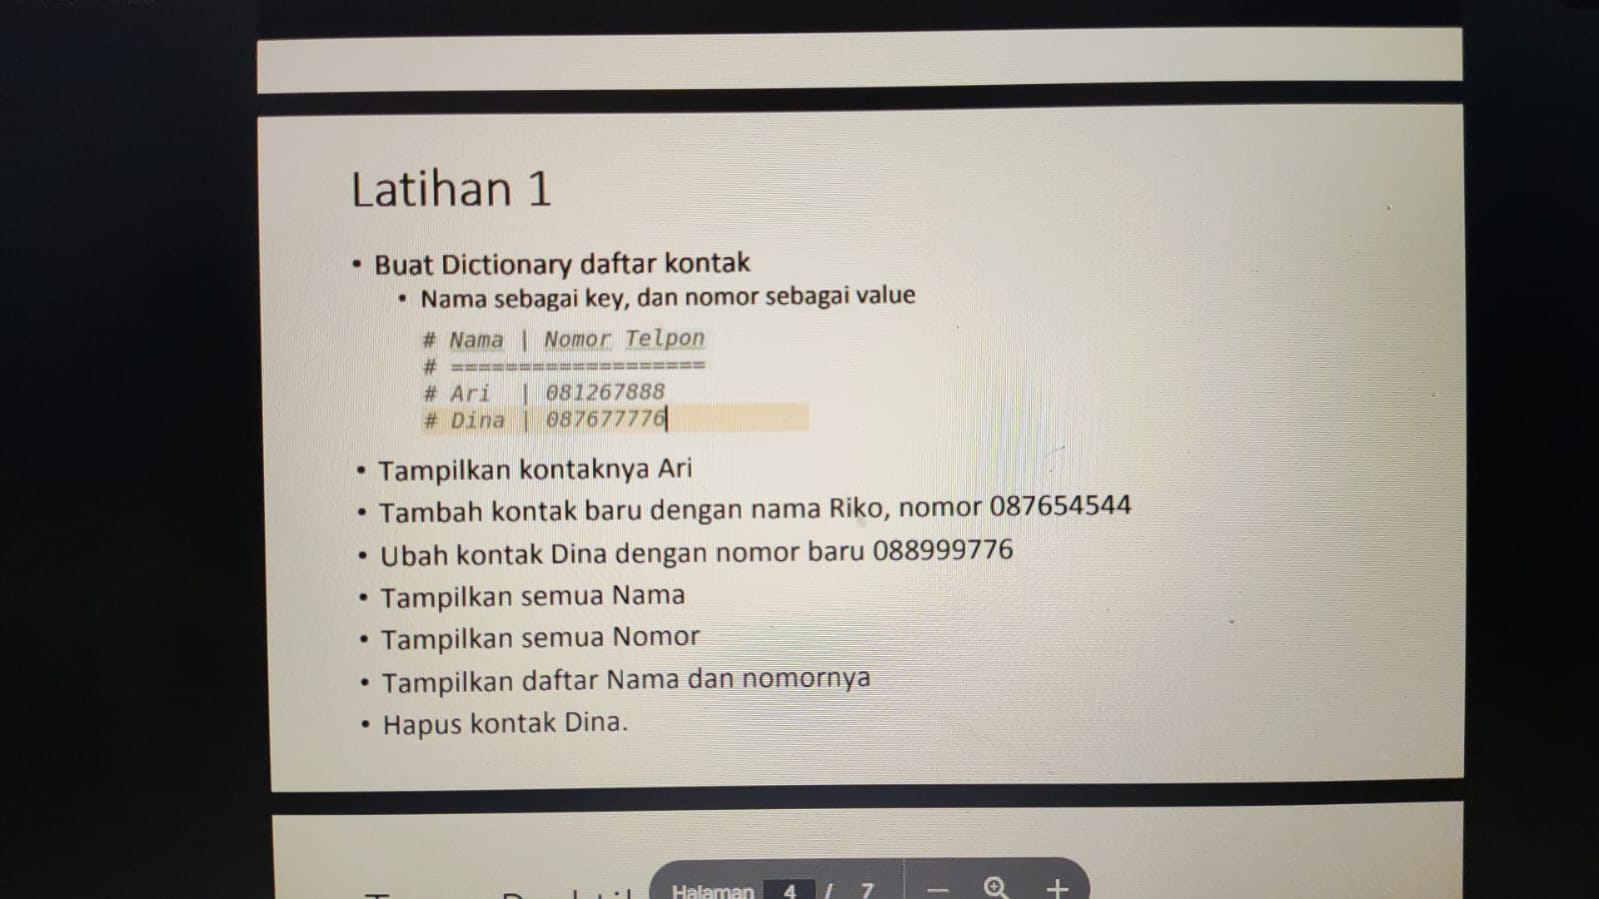 Latihan 1
• Buat Dictionary daftar kontak
• Nama sebagai key, dan nomor sebagai value
# Nama | Nomor Telpon
# ===================
# Ari | 081267888
# Dina | 087677776
• Tampilkan kontaknya Ari
• Tambah kontak baru dengan nama Riko, nomor 087654544
• Ubah kontak Dina dengan nomor baru 088999776
• Tampilkan semua Nama
• Tampilkan semua Nomor
• Tampilkan daftar Nama dan nomornya
• Hapus kontak Dina.
Halaman 4 / 7